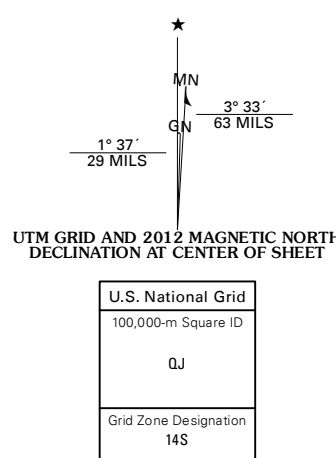 ★
MN
GN
3° 33´
63 MILS
1° 37´
29 MILS
UTM GRID AND 2012 MAGNETIC NORTH
DECLINATION AT CENTER OF SHEET
U.S. National Grid
100,000-m Square ID
QJ
Grid Zone Designation
14S